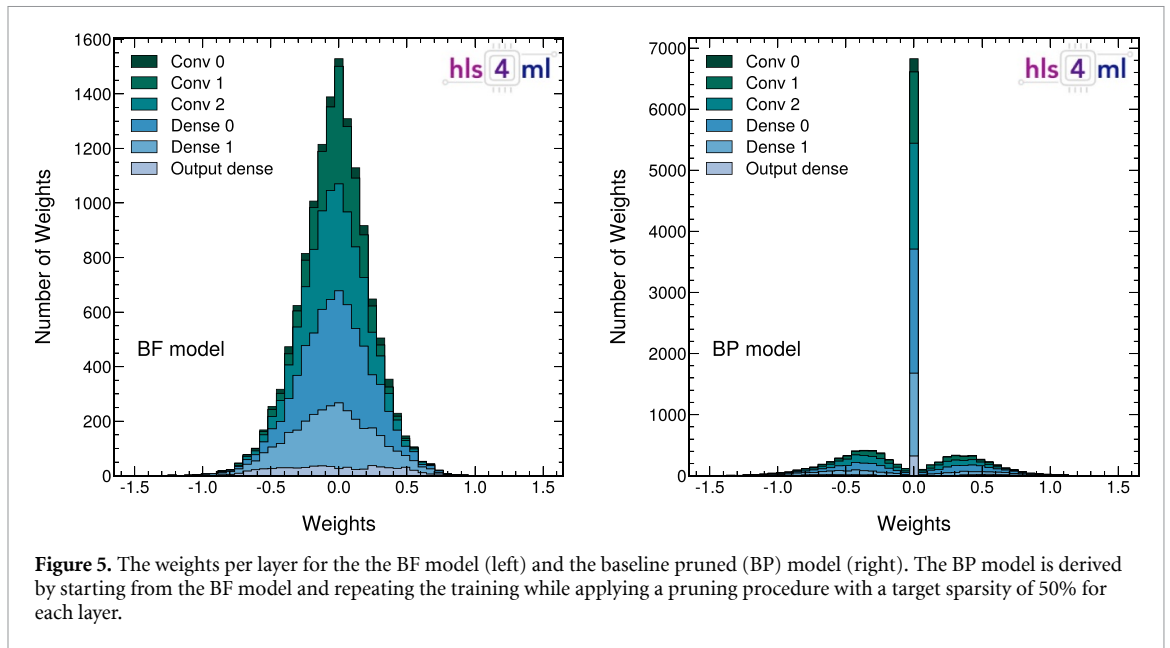 1600
1400
1200
1000
800
600
400
200
0
Number of Weights
Conv 0
Conv 1
Conv 2
Dense 0
Dense 1
Output dense
hls 4 ml
BF model
-1.5 -1.0 -0.5 0.0 0.5 1.0 1.5
Weights
7000
6000
5000
4000
3000
2000
1000
0
Number of Weights
Conv 0
Conv 1
Conv 2
Dense 0
Dense 1
Output dense
hls 4 ml
BP model
-1.5 -1.0 -0.5 0.0 0.5 1.0 1.5
Weights
Figure 5. The weights per layer for the the BF model (left) and the baseline pruned (BP) model (right). The BP model is derived
by starting from the BF model and repeating the training while applying a pruning procedure with a target sparsity of 50% for
each layer.